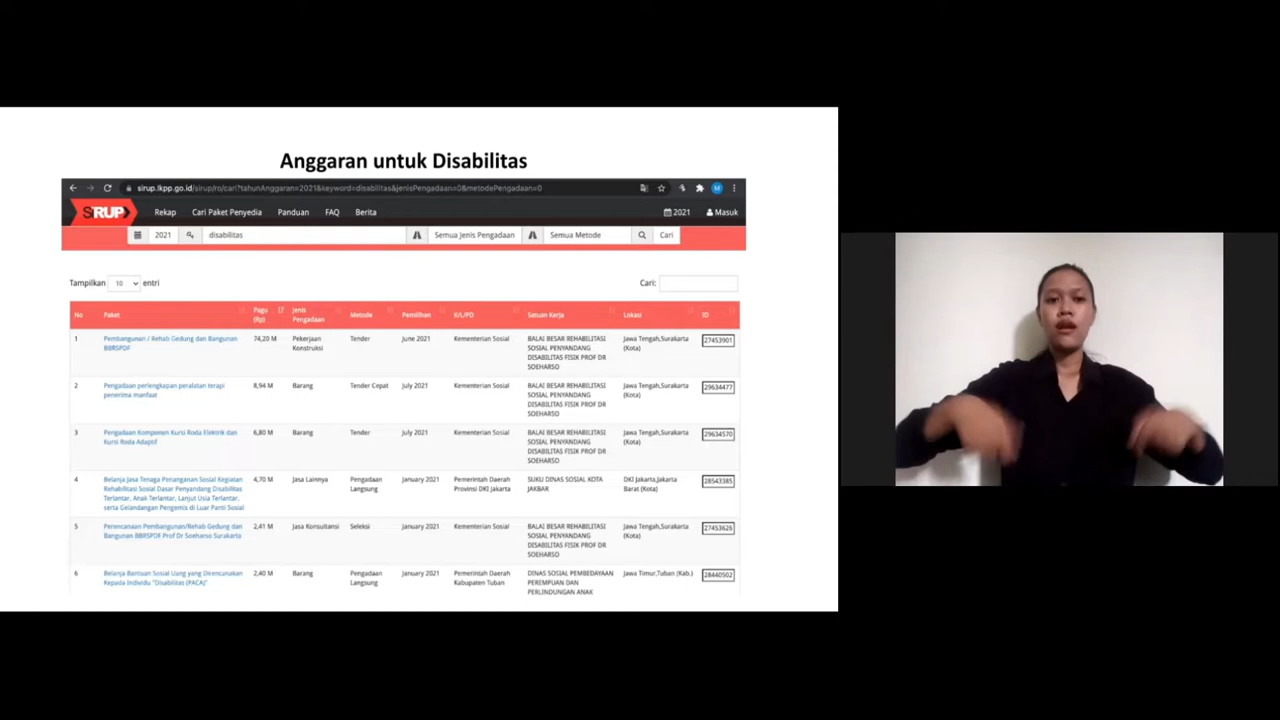 Anggaran untuk Disabilitas
sirup.lkpp.go.id/sirup/ro/cari?tahunAnggaran=2021&keyword=disabilitas&jenisPengadaan=0&metodePengadaan=0
M
SiRUP
Rekap Cari Paket Penyedia Panduan FAQ Berita 2021 Masuk
2021 disabilitas Semua Jenis Pengadaan Semua Metode Cari
Tampilkan 10 entri Cari:
No Paket Pagu (Rp) Jenis Pengadaan Metode Pemilihan K/L/PD Satuan Kerja Lokasi ID
1 Pembangunan / Rehab Gedung dan Bangunan 74,20 M Pekerjaan Tender June 2021 Kementerian Sosial BALAI BESAR REHABILITASI Jawa Tengah,Surakarta 27453901
BBRSPDF Konstruksi SOSIAL PENYANDANG (Kota)
DISABILITAS FISIK PROF DR
SOEHARSO
2 Pengadaan perlengkapan peralatan terapi 8,94 M Barang Tender Cepat July 2021 Kementerian Sosial BALAI BESAR REHABILITASI Jawa Tengah,Surakarta 29634477
penerima manfaat SOSIAL PENYANDANG (Kota)
DISABILITAS FISIK PROF DR
SOEHARSO
3 Pengadaan Komponen Kursi Roda Elektrik dan 6,80 M Barang Tender July 2021 Kementerian Sosial BALAI BESAR REHABILITASI Jawa Tengah,Surakarta 29634570
Kursi Roda Adaptif SOSIAL PENYANDANG (Kota)
DISABILITAS FISIK PROF DR
SOEHARSO
4 Belanja Jasa Tenaga Penanganan Sosial Kegiatan 4,70 M Jasa Lainnya Pengadaan January 2021 Pemerintah Daerah SUKU DINAS SOSIAL KOTA DKI Jakarta,Jakarta 28543385
Rehabilitasi Sosial Dasar Penyandang Disabilitas Langsung Provinsi DKI Jakarta JAKBAR Barat (Kota)
Terlantar, Anak Terlantar, Lanjut Usia Terlantar,
serta Gelandangan Pengemis di Luar Panti Sosial
5 Perencanaan Pembangunan/Rehab Gedung dan 2,41 M Jasa Konsultansi Seleksi January 2021 Kementerian Sosial BALAI BESAR REHABILITASI Jawa Tengah,Surakarta 27453626
Bangunan BBRSPDF Prof Dr Soeharso Surakarta SOSIAL PENYANDANG (Kota)
DISABILITAS FISIK PROF DR
SOEHARSO
6 Belanja Bantuan Sosial Uang yang Direncanakan 2,40 M Barang Pengadaan January 2021 Pemerintah Daerah DINAS SOSIAL PEMBEDAYAAN Jawa Timur,Tuban (Kab.) 28440502
Kepada Individu "Disabilitas (PACA)" Langsung Kabupaten Tuban PEREMPUAN DAN
PERLINDUNGAN ANAK